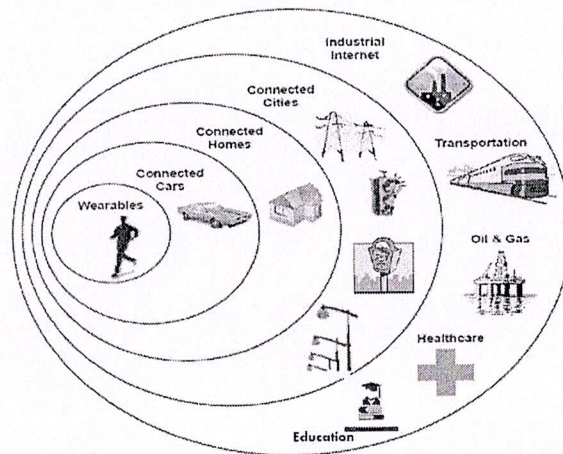 Industrial
Internet
Connected
Cities
Connected
Homes
Transportation
Connected
Cars
Wearables
Oil & Gas
Healthcare
Education